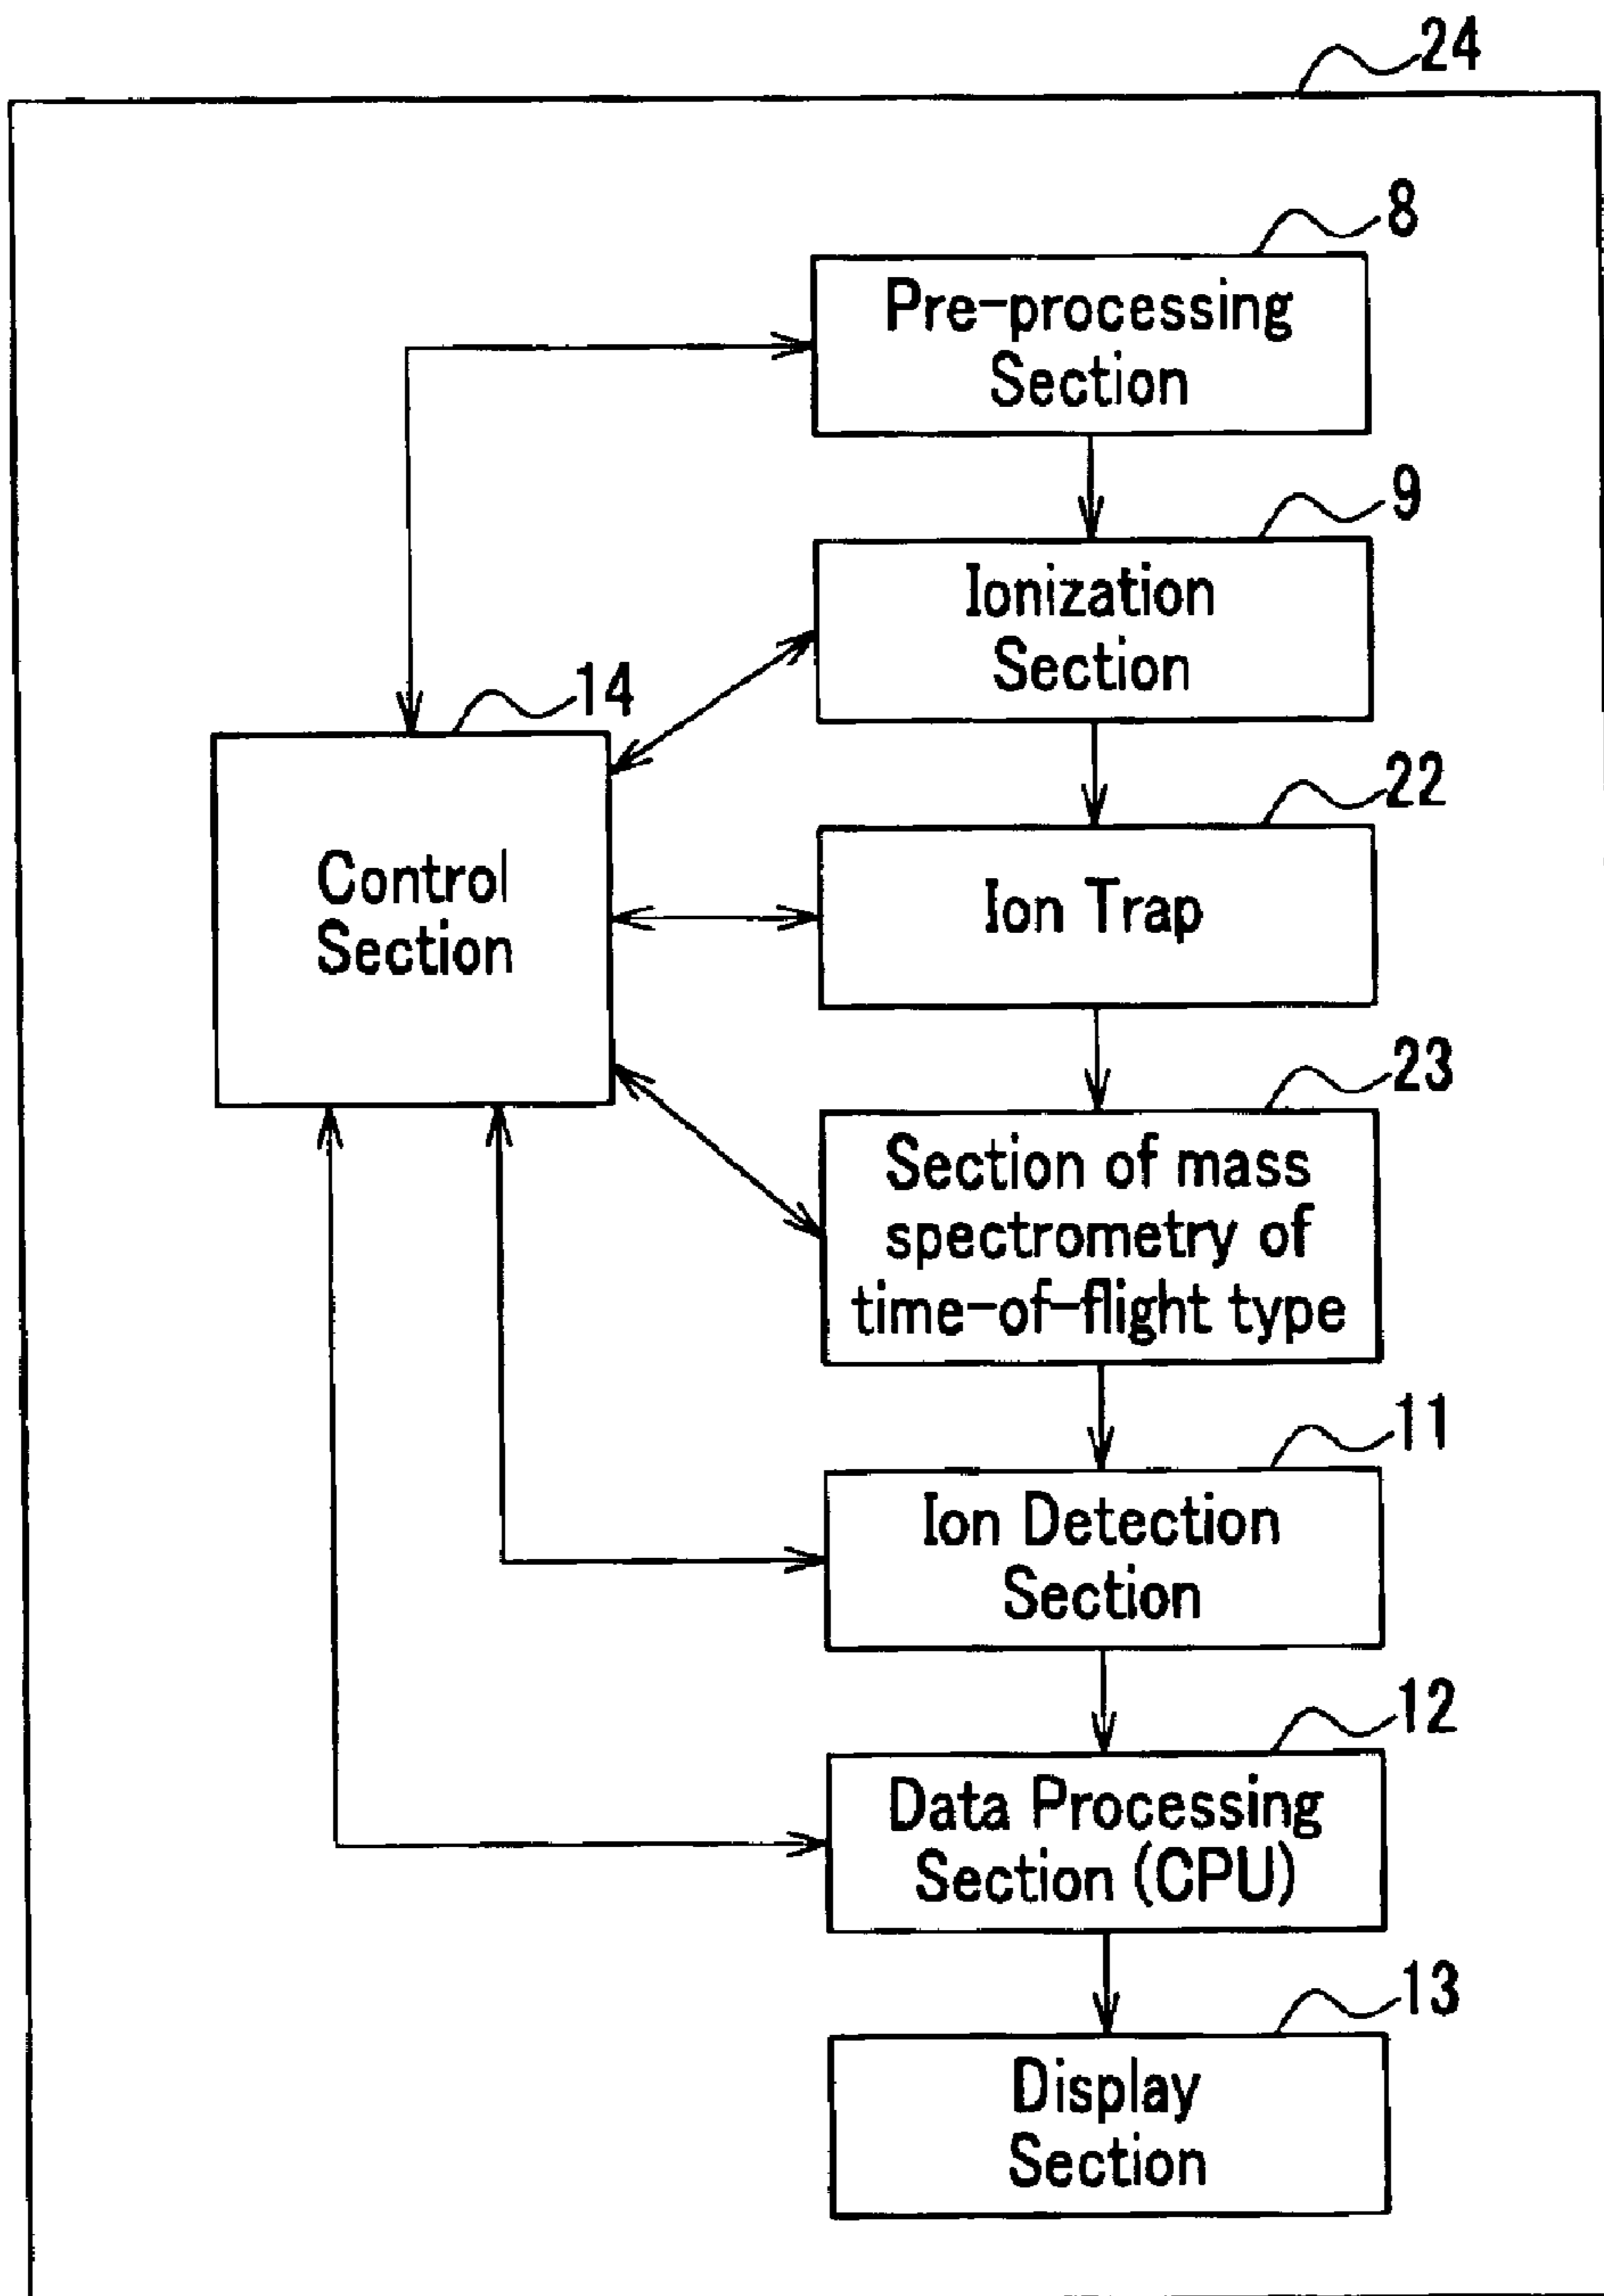 24
8
Pre-processing
Section
9
Ionization
Section
14
Control
Section
22
Ion Trap
23
Section of mass
spectrometry of
time-of-flight type
11
Ion Detection
Section
12
Data Processing
Section (CPU)
13
Display
Section